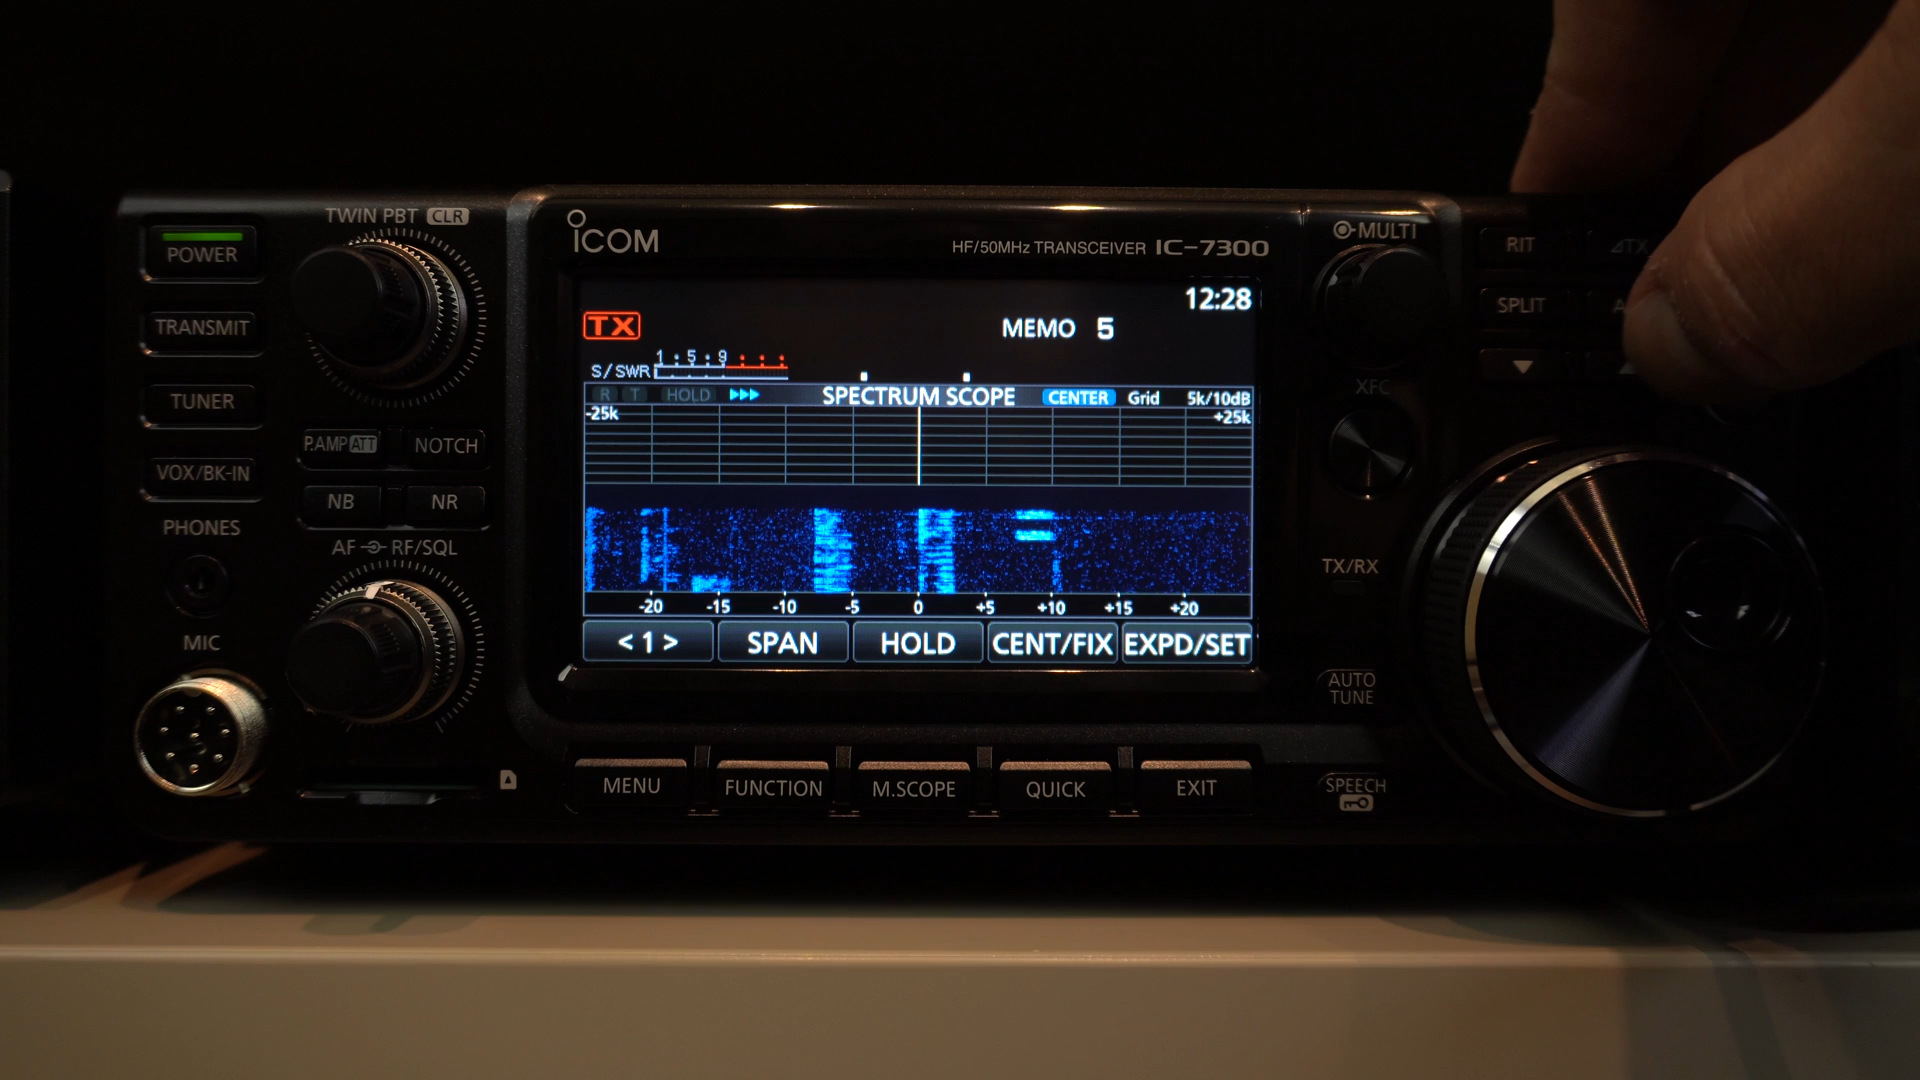 TWIN PBT CLR
POWER
TRANSMIT
TUNER
VOX/BK-IN
PHONES
MIC
P.AMP ATT
NOTCH
NB
NR
AF RF/SQL
ICOM
HF/50MHz TRANSCEIVER IC-7300
12:28
TX
MEMO 5
S/SWR 1 5 9
R T HOLD SPECTRUM SCOPE CENTER Grid 5k/10dB
-25k +25k
-20 -15 -10 -5 0 +5 +10 +15 +20
< 1 > SPAN HOLD CENT/FIX EXPD/SET
MENU FUNCTION M.SCOPE QUICK EXIT
MULTI
RIT
TX
SPLIT
XFC
TX/RX
AUTO
TUNE
SPEECH